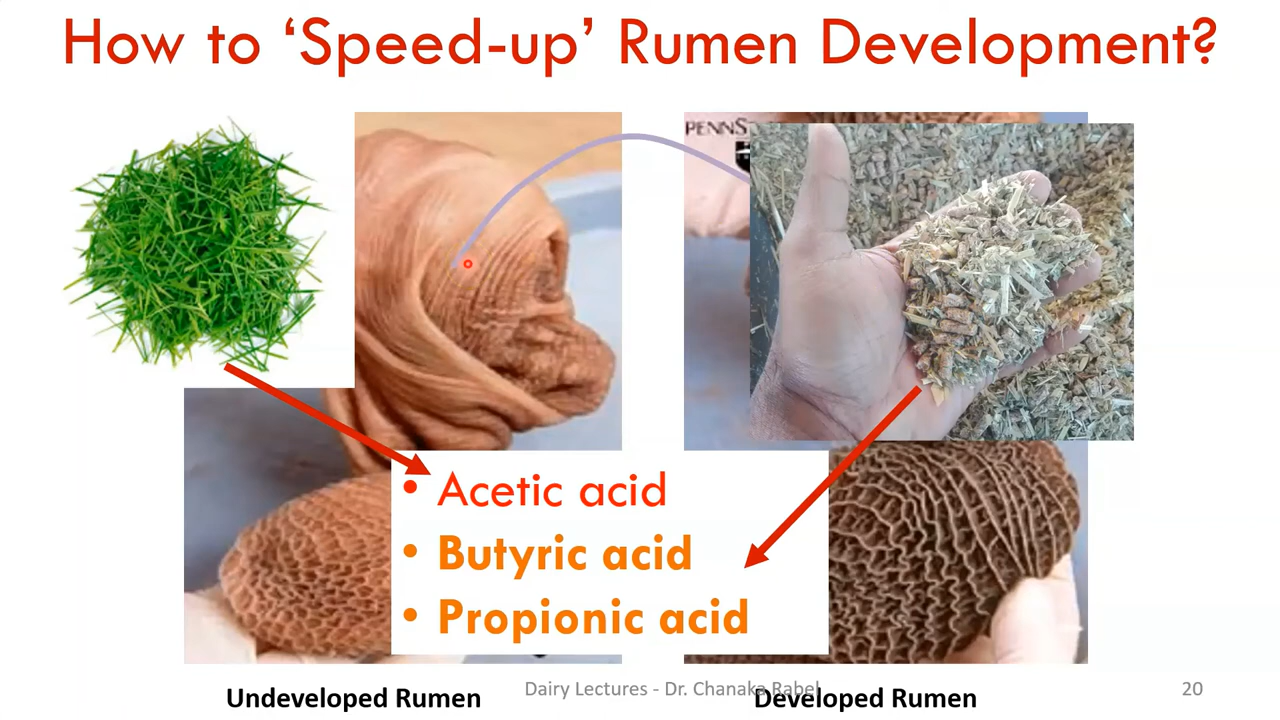 How to ‘Speed-up’ Rumen Development?
PENNS
• Acetic acid
• Butyric acid
• Propionic acid
Undeveloped Rumen
Dairy Lectures - Dr. Chanaka Rabel
Developed Rumen
20